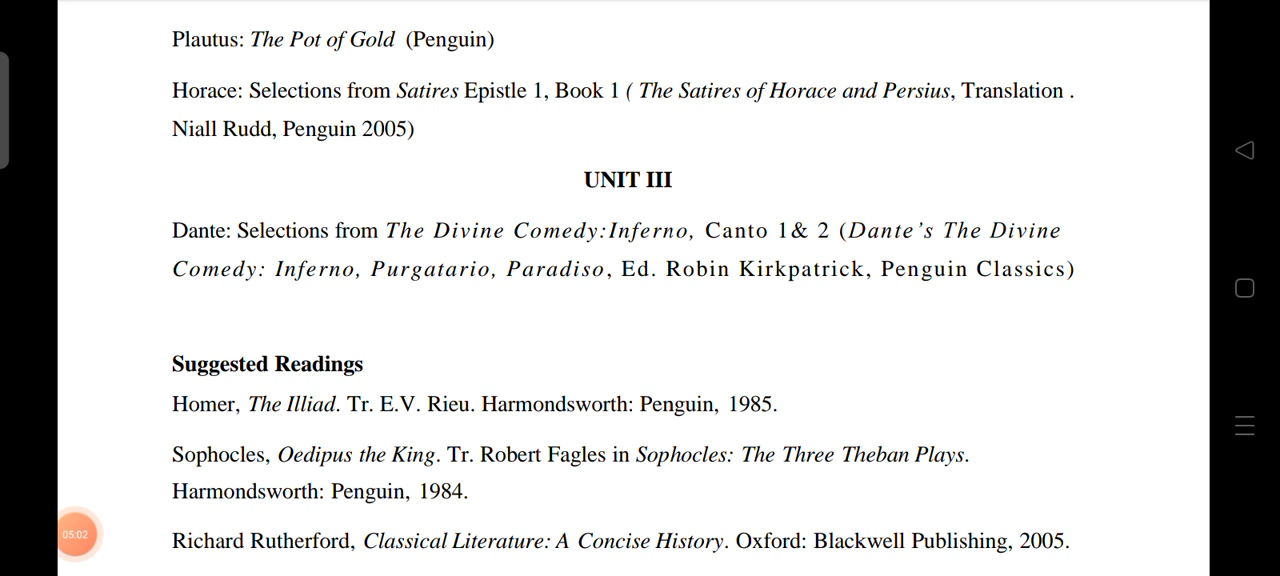 Plautus: The Pot of Gold (Penguin)
Horace: Selections from Satires Epistle 1, Book 1 ( The Satires of Horace and Persius, Translation .
Niall Rudd, Penguin 2005)
UNIT III
Dante: Selections from The Divine Comedy:Inferno, Canto 1& 2 (Dante’s The Divine
Comedy: Inferno, Purgatario, Paradiso, Ed. Robin Kirkpatrick, Penguin Classics)
Suggested Readings
Homer, The Illiad. Tr. E.V. Rieu. Harmondsworth: Penguin, 1985.
Sophocles, Oedipus the King. Tr. Robert Fagles in Sophocles: The Three Theban Plays.
Harmondsworth: Penguin, 1984.
05:02
Richard Rutherford, Classical Literature: A Concise History. Oxford: Blackwell Publishing, 2005.